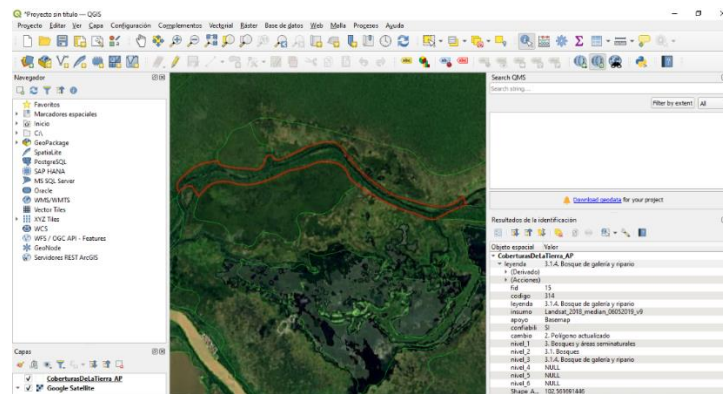 *Proyecto sin título — QGIS
Proyecto Editar Ver Capa Configuración Complementos Vectorial Ráster Base de datos Web Malla Procesos Ayuda
Navegador
Favoritos
Marcadores espaciales
Inicio
C:\
GeoPackage
SpatiaLite
PostgreSQL
SAP HANA
MS SQL Server
Oracle
WMS/WMTS
Vector Tiles
XYZ Tiles
WCS
WFS / OGC API - Features
GeoNode
Servidores REST ArcGIS
Capas
CoberturasDeLaTierra_AP
Google Satellite
Search QMS
Search string...
Filter by extent All
Download geodata for your project
Resultados de la identificación
Objeto espacial Valor
CoberturasDeLaTierra_AP
leyenda 3.1.4. Bosque de galería y ripario
(Derivado)
(Acciones)
fid 15
codigo 314
leyenda 3.1.4. Bosque de galería y ripario
insumo Landsat_2018_median_06052019_v9
apoyo Basemap
confiabili SI
cambio 2. Polígono actualizado
nivel_1 3. Bosques y áreas seminaturales
nivel_2 3.1. Bosques
nivel_3 3.1.4. Bosque de galería y ripario
nivel_4 NULL
nivel_5 NULL
nivel_6 NULL
Shape_A...